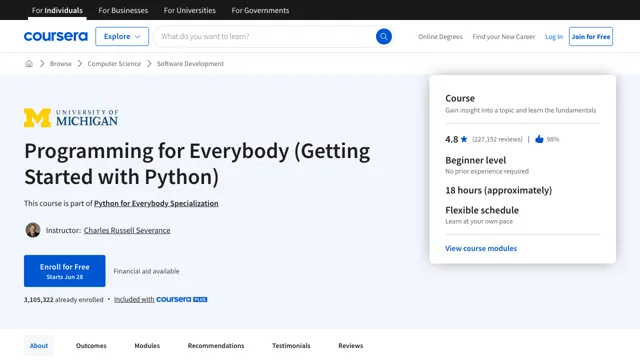 For Individuals
For Businesses
For Universities
For Governments
coursera
Explore
What do you want to learn?
Online Degrees
Find your New Career
Log In
Join for Free
Browse
Computer Science
Software Development
UNIVERSITY OF
MICHIGAN
Programming for Everybody (Getting
Started with Python)
This course is part of Python for Everybody Specialization
Instructor: Charles Russell Severance
Enroll for Free
Starts Jun 28
Financial aid available
3,105,322 already enrolled • Included with coursera PLUS
Course
Gain insight into a topic and learn the fundamentals
4.8 (227,152 reviews) | 98%
Beginner level
No prior experience required
18 hours (approximately)
Flexible schedule
Learn at your own pace
View course modules
About
Outcomes
Modules
Recommendations
Testimonials
Reviews